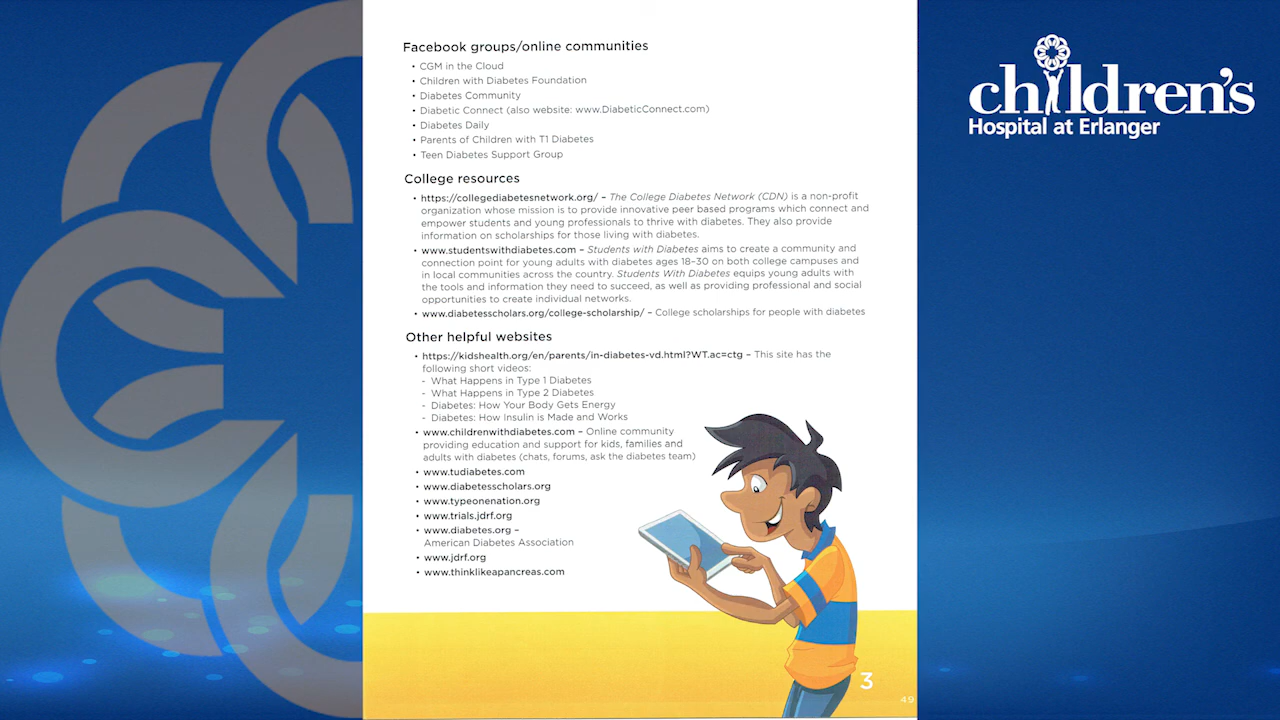 Facebook groups/online communities
• CGM in the Cloud
• Children with Diabetes Foundation
• Diabetes Community
• Diabetic Connect (also website: www.DiabeticConnect.com)
• Diabetes Daily
• Parents of Children with T1 Diabetes
• Teen Diabetes Support Group
College resources
• https://collegediabetesnetwork.org/ – The College Diabetes Network (CDN) is a non-profit
organization whose mission is to provide innovative peer based programs which connect and
empower students and young professionals to thrive with diabetes. They also provide
information on scholarships for those living with diabetes.
• www.studentswithdiabetes.com – Students with Diabetes aims to create a community and
connection point for young adults with diabetes ages 18–30 on both college campuses and
in local communities across the country. Students With Diabetes equips young adults with
the tools and information they need to succeed, as well as providing professional and social
opportunities to create individual networks.
• www.diabetesscholars.org/college-scholarship/ – College scholarships for people with diabetes
Other helpful websites
• https://kidshealth.org/en/parents/in-diabetes-vd.html?WT.ac=ctg – This site has the
following short videos:
- What Happens in Type 1 Diabetes
- What Happens in Type 2 Diabetes
- Diabetes: How Your Body Gets Energy
- Diabetes: How Insulin is Made and Works
• www.childrenwithdiabetes.com – Online community
providing education and support for kids, families and
adults with diabetes (chats, forums, ask the diabetes team)
• www.tudiabetes.com
• www.diabetesscholars.org
• www.typeonenation.org
• www.trials.jdrf.org
• www.diabetes.org –
American Diabetes Association
• www.jdrf.org
• www.thinklikeapancreas.com
3
49
children's
Hospital at Erlanger